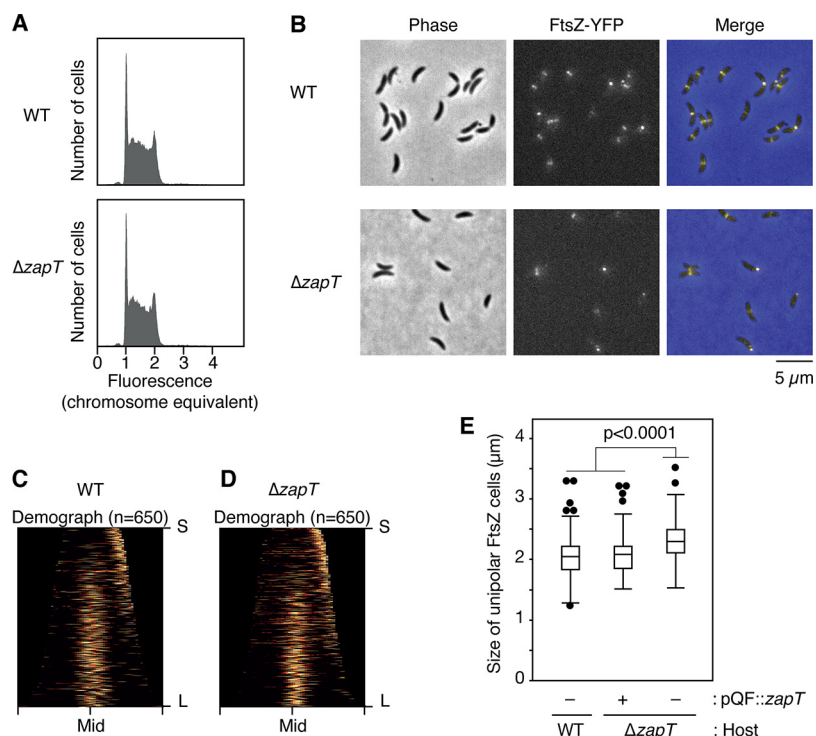 A
WT
Number of cells
ΔzapT
Number of cells
0 1 2 3 4
Fluorescence
(chromosome equivalent)
B
Phase FtsZ-YFP Merge
WT
ΔzapT
5 µm
C
WT
Demograph (n=650)
S
L
Mid
D
ΔzapT
Demograph (n=650)
S
L
Mid
E
p<0.0001
Size of unipolar FtsZ cells (µm)
4
3
2
1
0
– + – : pQF::zapT
WT ΔzapT : Host